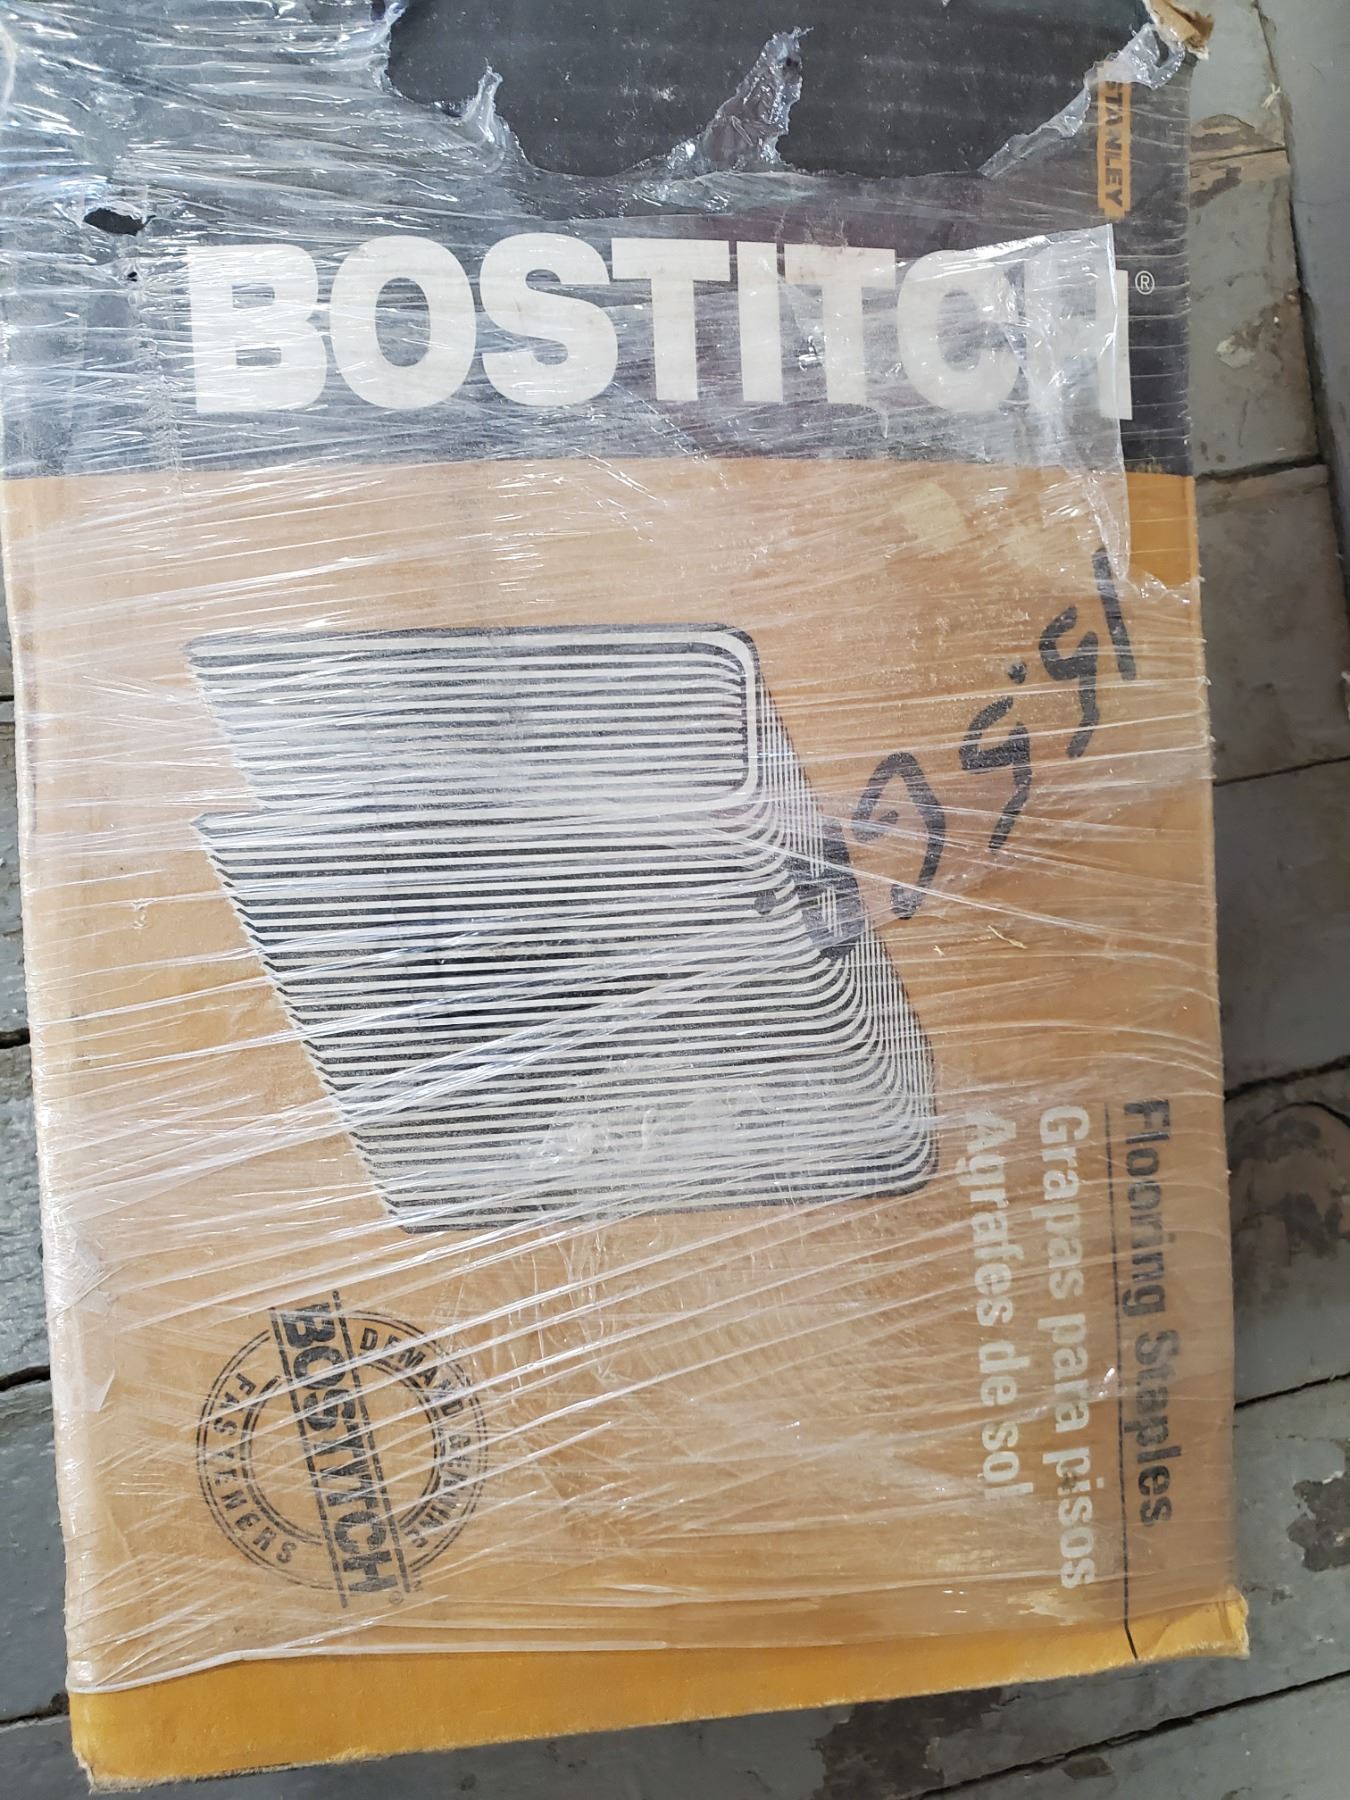 STANLEY
BOSTITCH®
Flooring Staples
Grapas para pisos
Agrafes de sol
DEMAND GENUINE
BOSTITCH®
FASTENERS